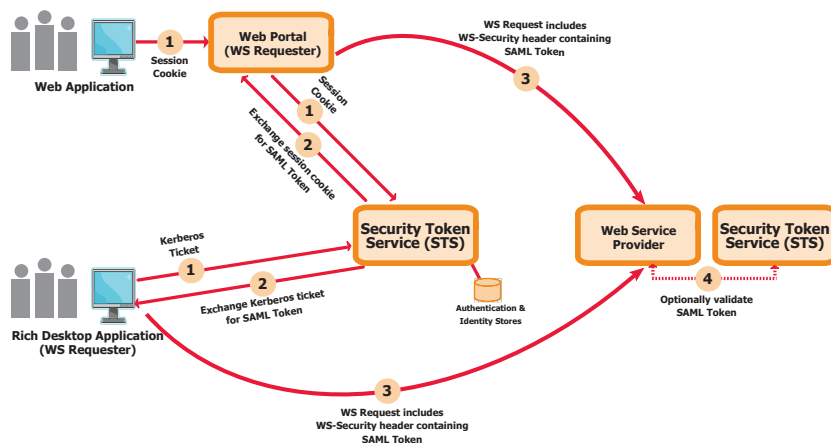 1
Session
Cookie
Web Application
Web Portal
(WS Requester)
WS Request includes
WS-Security header containing
SAML Token
3
Session
Cookie
1
2
Exchange session cookie
for SAML Token
Security Token
Service (STS)
Web Service
Provider
Security Token
Service (STS)
Kerberos
Ticket
1
2
Exchange Kerberos ticket
for SAML Token
Authentication &
Identity Stores
4
Optionally validate
SAML Token
Rich Desktop Application
(WS Requester)
3
WS Request includes
WS-Security header containing
SAML Token